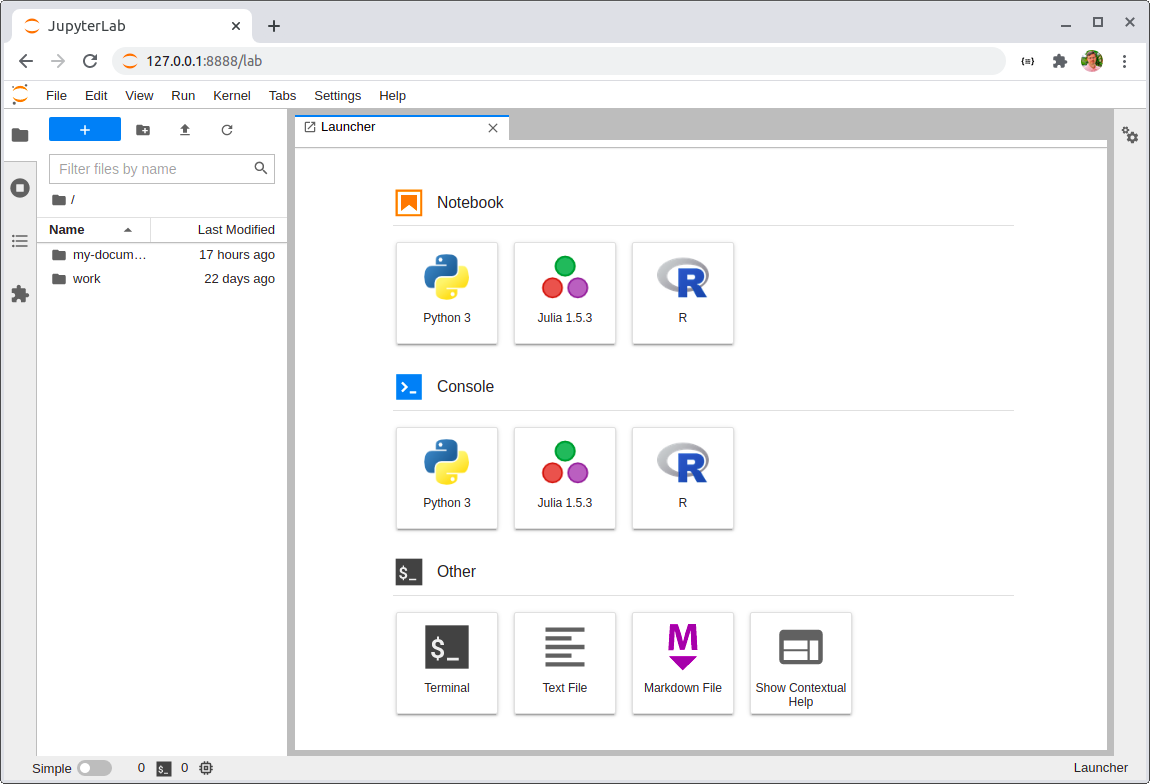 JupyterLab
127.0.0.1:8888/lab
File Edit View Run Kernel Tabs Settings Help
Launcher
Filter files by name
/
Name Last Modified
my-docum… 17 hours ago
work 22 days ago
Notebook
Python 3 Julia 1.5.3 R
Console
Python 3 Julia 1.5.3 R
$_ Other
$_
Terminal Text File Markdown File Show Contextual
Help
Simple 0 $_ 0 Launcher